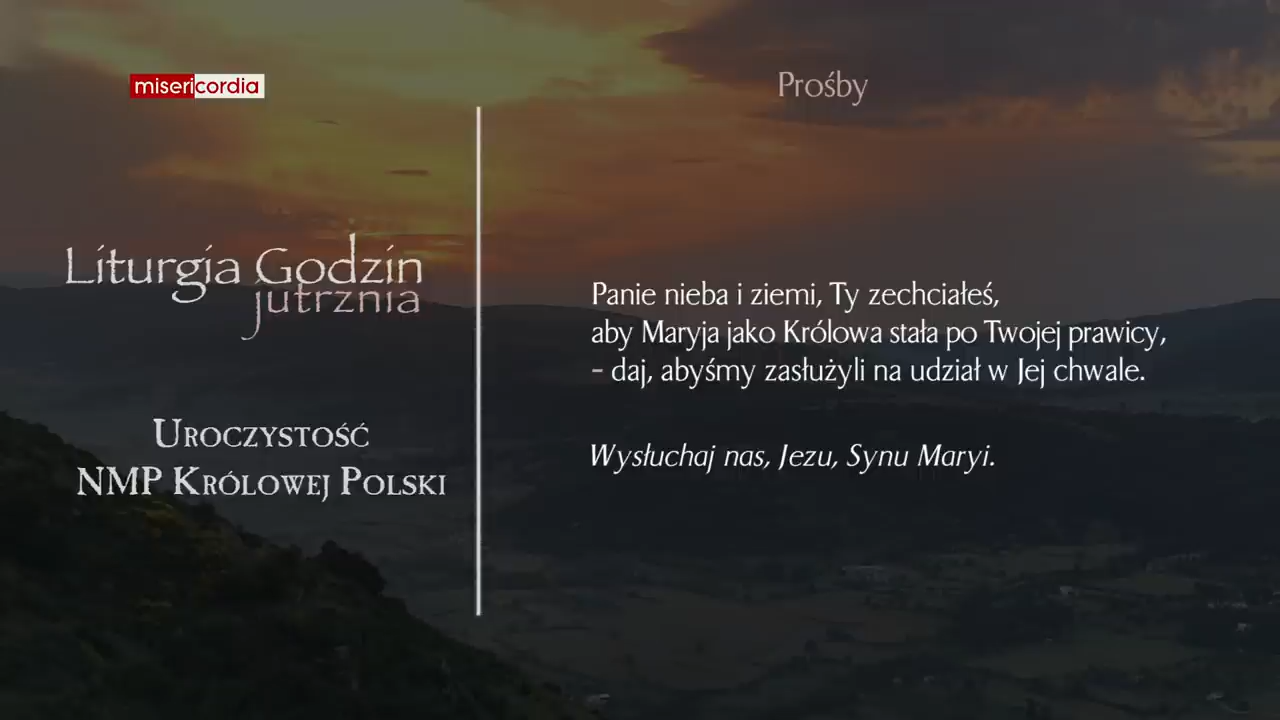 misericordia
Liturgia Godzin
jutrznia
Uroczystość
NMP Królowej Polski
Prośby
Panie nieba i ziemi, Ty zechciałeś,
aby Maryja jako Królowa stała po Twojej prawicy,
- daj, abyśmy zasłużyli na udział w Jej chwale.
Wysłuchaj nas, Jezu, Synu Maryi.